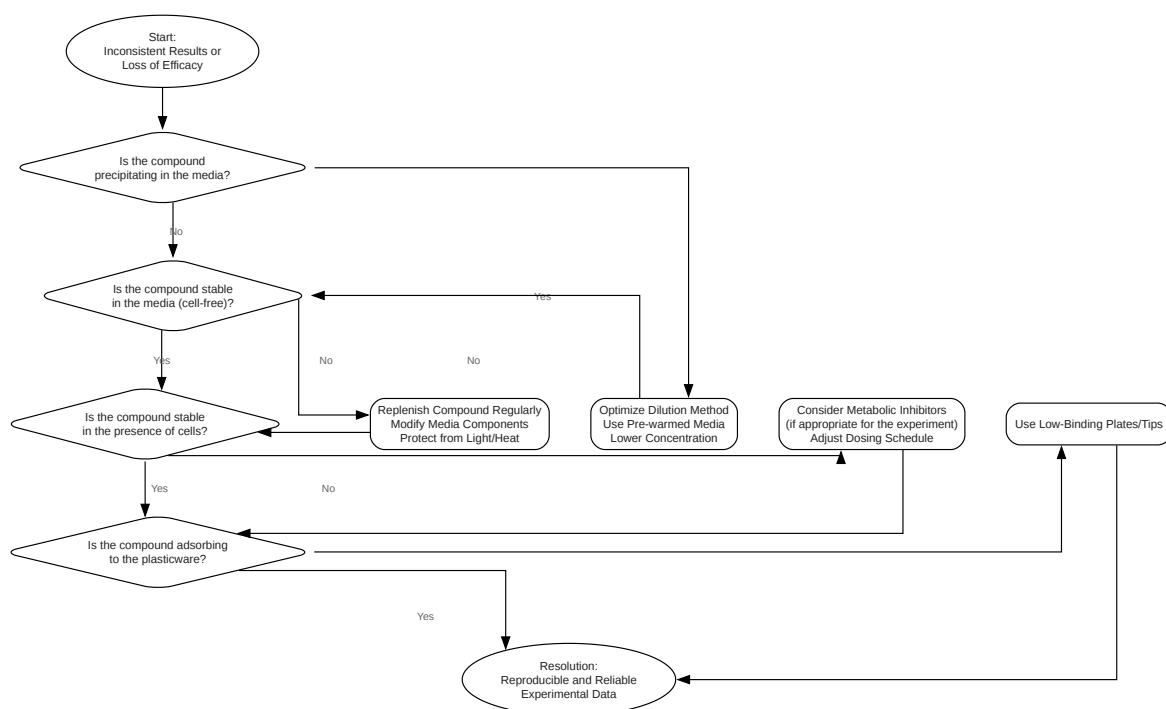 Start:
Inconsistent Results or
Loss of Efficacy
Is the compound
precipitating in the media?
No
Is the compound stable
in the media (cell-free)?
Yes
Yes
No
No
Is the compound stable
in the presence of cells?
Replenish Compound Regularly
Modify Media Components
Protect from Light/Heat
Optimize Dilution Method
Use Pre-warmed Media
Lower Concentration
Consider Metabolic Inhibitors
(if appropriate for the experiment)
Adjust Dosing Schedule
Use Low-Binding Plates/Tips
Yes
No
Is the compound adsorbing
to the plasticware?
Yes
Resolution:
Reproducible and Reliable
Experimental Data